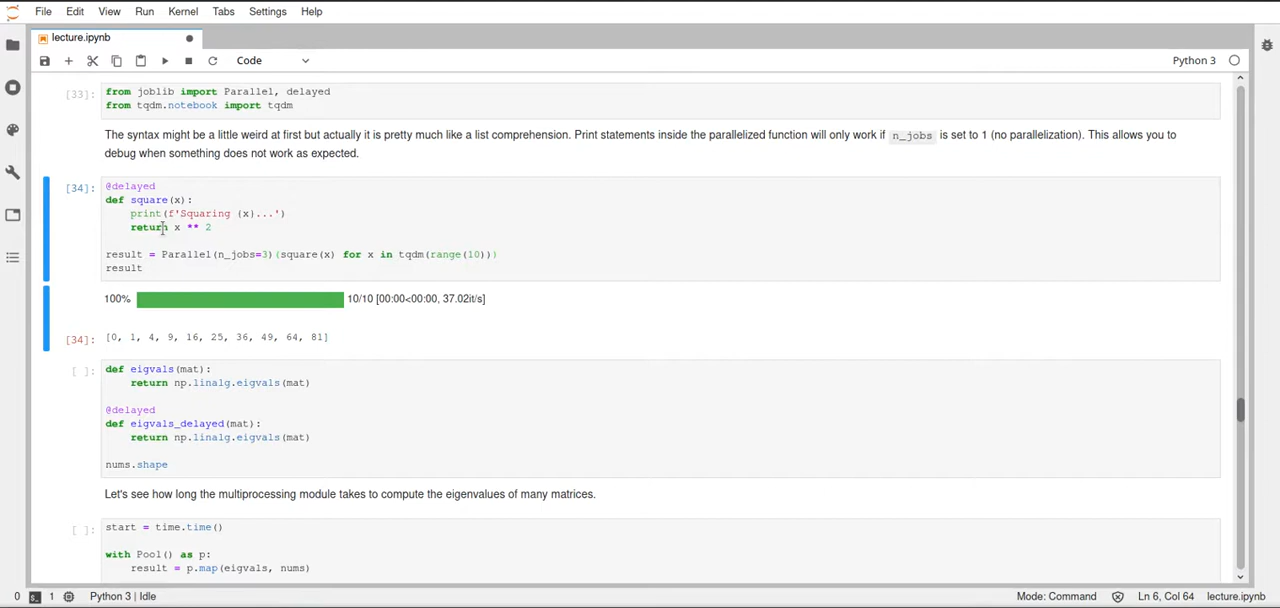 File Edit View Run Kernel Tabs Settings Help
lecture.ipynb
Code
Python 3
[33]:
from joblib import Parallel, delayed
from tqdm.notebook import tqdm
The syntax might be a little weird at first but actually it is pretty much like a list comprehension. Print statements inside the parallelized function will only work if n_jobs is set to 1 (no parallelization). This allows you to
debug when something does not work as expected.
[34]:
@delayed
def square(x):
    print(f'Squaring {x}...')
    return x ** 2
result = Parallel(n_jobs=3)(square(x) for x in tqdm(range(10)))
result
100% 10/10 [00:00<00:00, 37.02it/s]
[34]: [0, 1, 4, 9, 16, 25, 36, 49, 64, 81]
[ ]:
def eigvals(mat):
    return np.linalg.eigvals(mat)
@delayed
def eigvals_delayed(mat):
    return np.linalg.eigvals(mat)
nums.shape
Let's see how long the multiprocessing module takes to compute the eigenvalues of many matrices.
[ ]:
start = time.time()
with Pool() as p:
    result = p.map(eigvals, nums)
0 1 Python 3 | Idle Mode: Command Ln 6, Col 64 lecture.ipynb